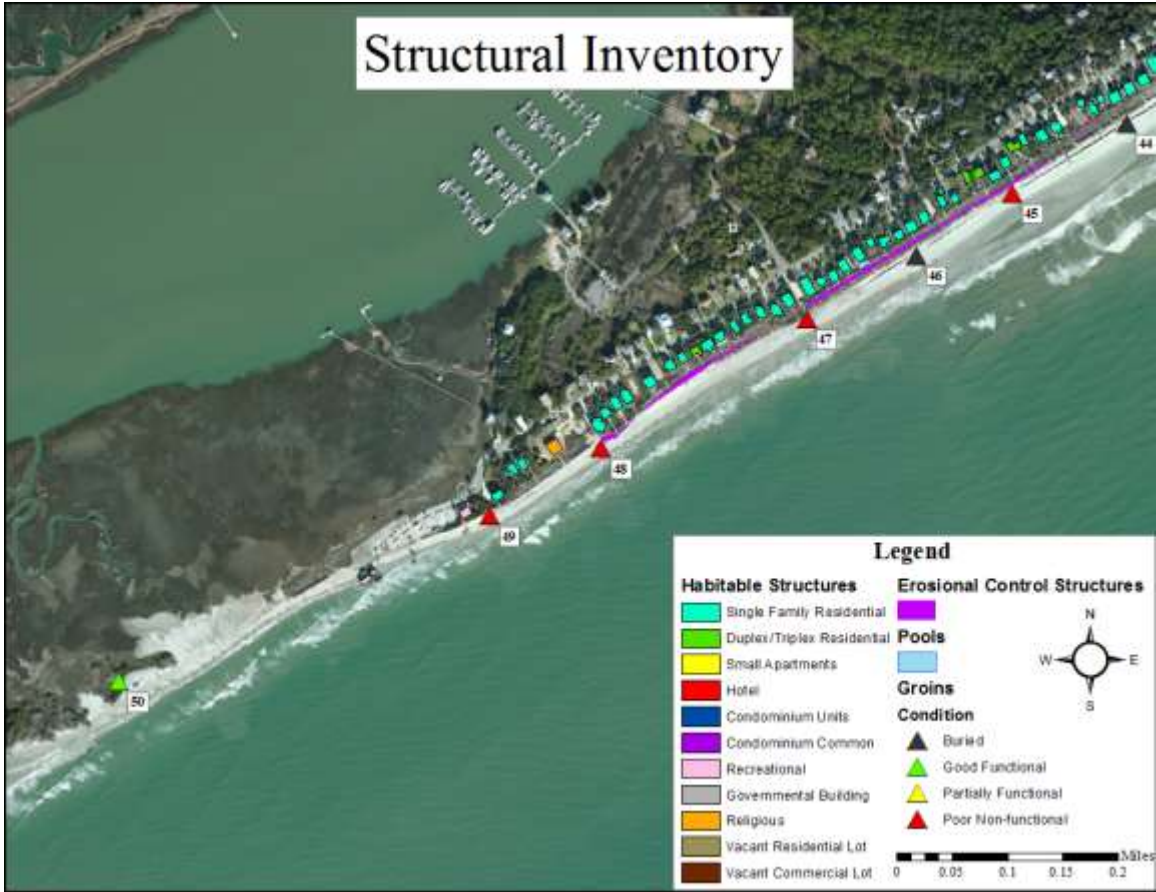 Structural Inventory
44
45
46
47
48
49
50
Legend
Habitable Structures
Single Family Residential
Duplex/Triplex Residential
Small Apartments
Hotel
Condominium Units
Condominium Common
Recreational
Governmental Building
Religious
Vacant Residential Lot
Vacant Commercial Lot
Erosional Control Structures
Pools
Groins
Condition
Buried
Good Functional
Partially Functional
Poor Non-functional
N
W E
S
Miles
0 0.05 0.1 0.15 0.2